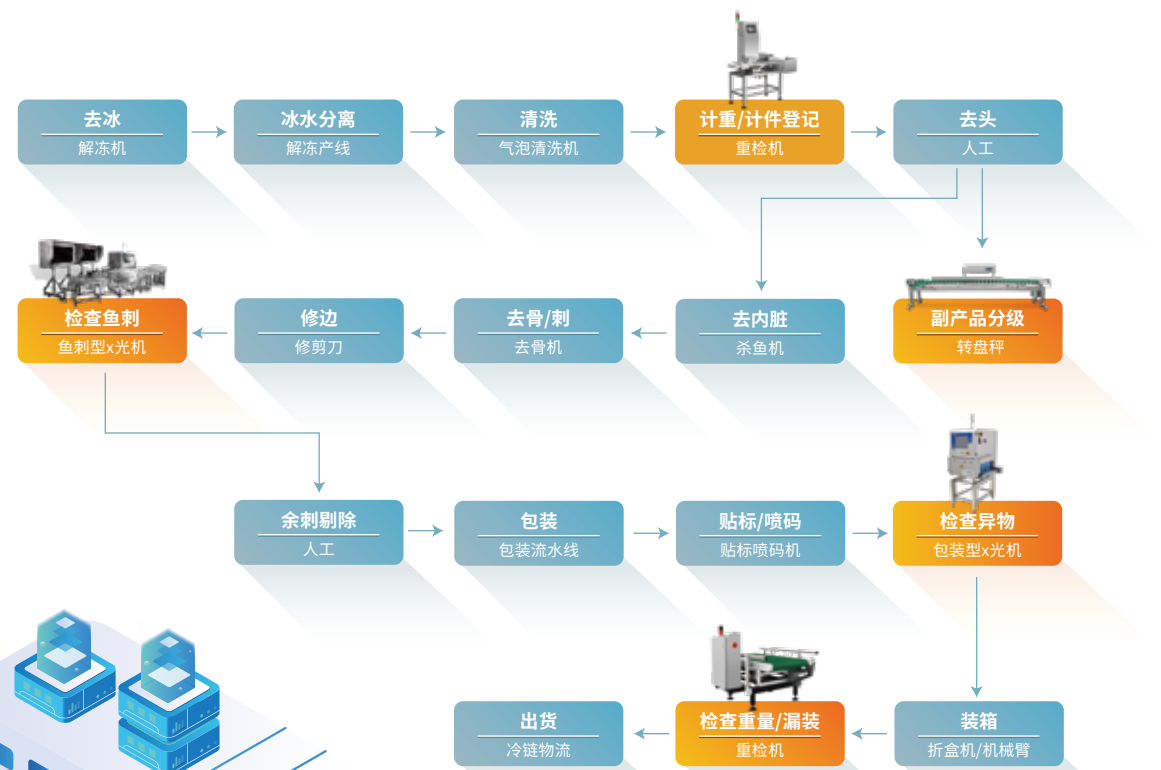 去冰
解冻机
冰水分离
解冻产线
清洗
气泡清洗机
计重/计件登记
重检机
去头
人工
检查鱼刺
鱼刺型x光机
修边
修剪刀
去骨/刺
去骨机
去内脏
杀鱼机
副产品分级
转盘秤
余刺剔除
人工
包装
包装流水线
贴标/喷码
贴标喷码机
检查异物
包装型x光机
出货
冷链物流
检查重量/漏装
重检机
装箱
折盒机/机械臂